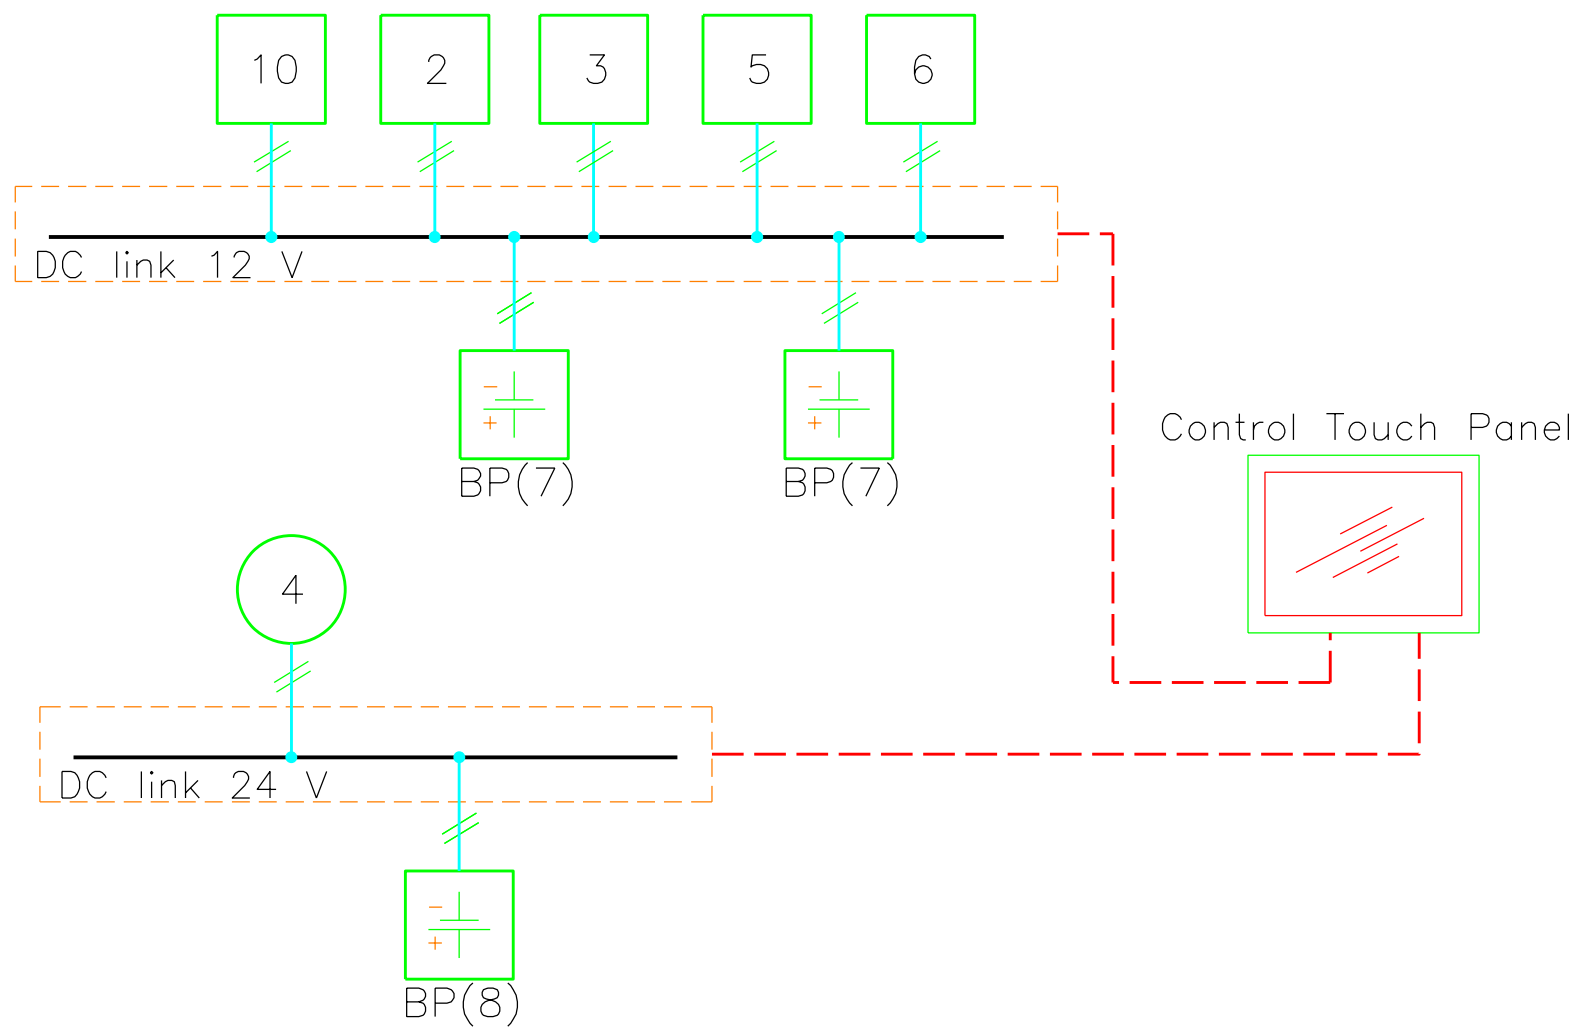 10 2 3 5 6
DC link 12 V
- -
+ +
BP(7) BP(7)
Control Touch Panel
4
DC link 24 V
-
+
BP(8)